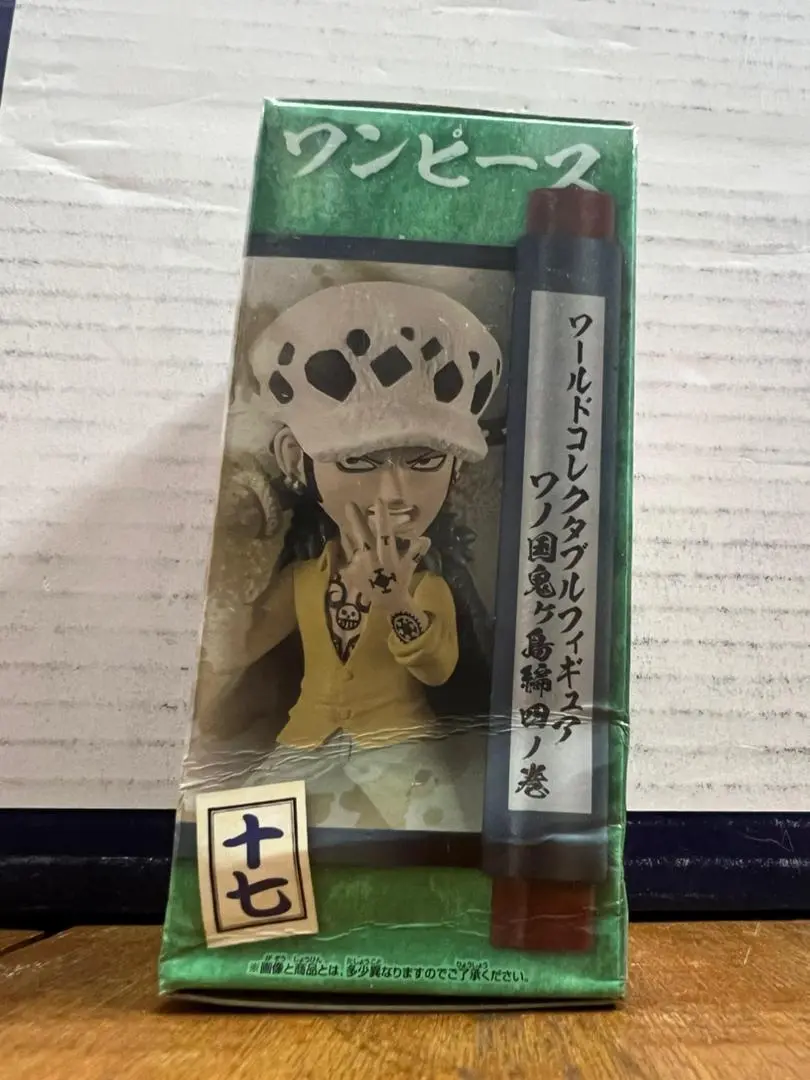 ワンピース
ワールドコレクタブルフィギュア
ワノ国鬼ヶ島編 四ノ巻
十七
※画像と商品とは、多少異なりますのでご了承ください。